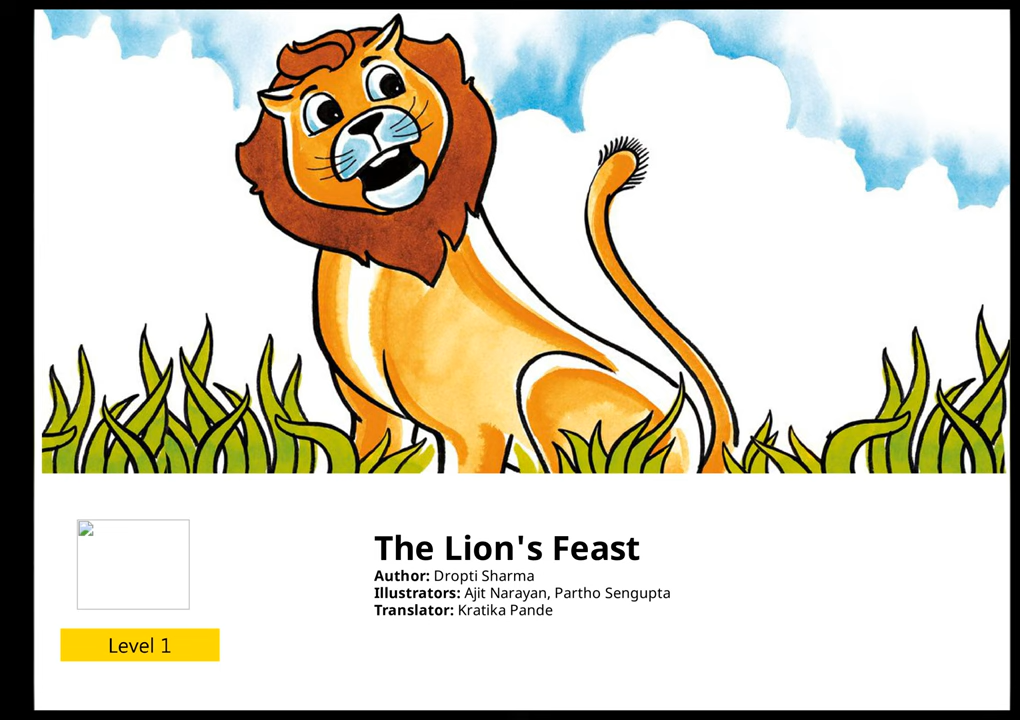 The Lion's Feast
Author: Dropti Sharma
Illustrators: Ajit Narayan, Partho Sengupta
Translator: Kratika Pande
Level 1